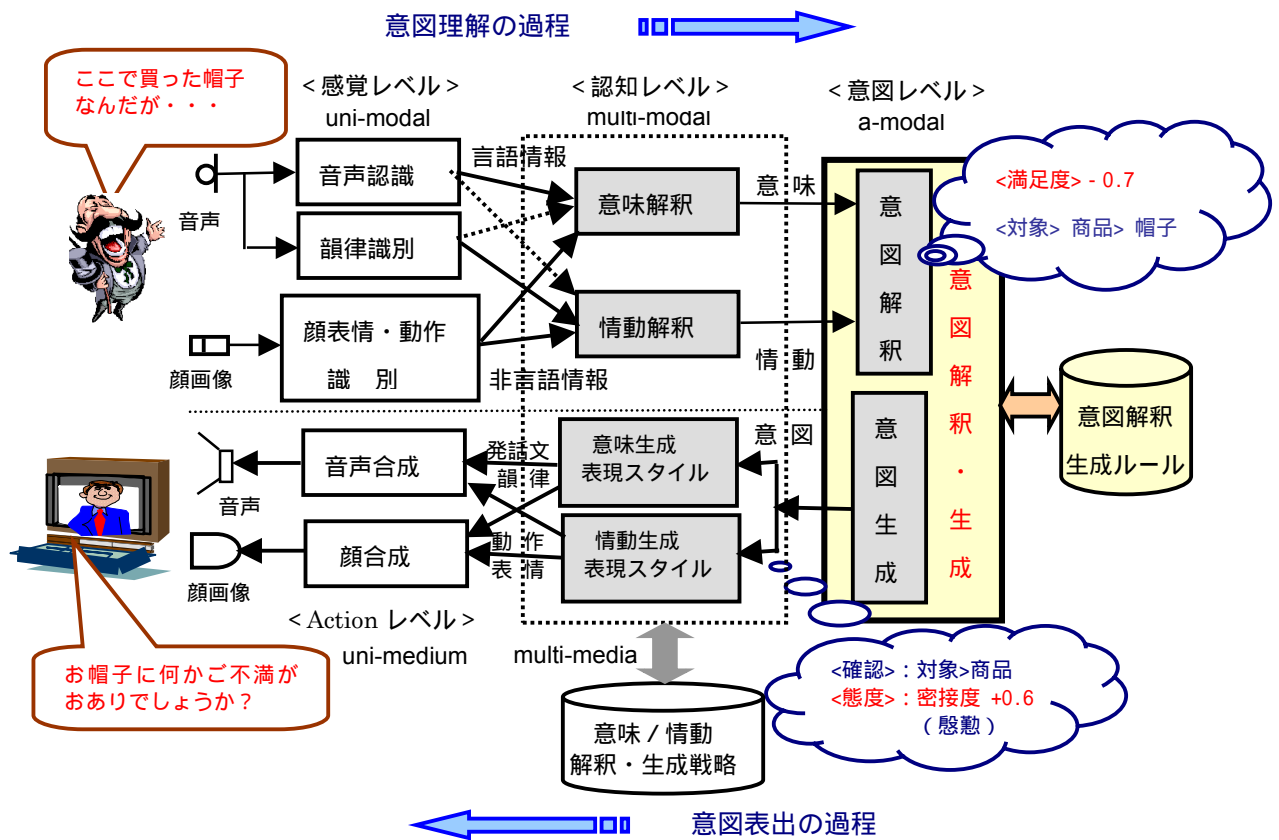 意図理解の過程
ここで買った帽子
なんだが・・・
<感覚レベル>
uni-modal
<認知レベル>
multi-modal
<意図レベル>
a-modal
音声
音声認識
韻律識別
言語情報
意味解釈
意味
意図解釈
<満足度> - 0.7
<対象> 商品> 帽子
顔画像
顔表情・動作
識別
非言語情報
情動解釈
情動
意図解釈・生成
意図解釈
生成ルール
音声
音声合成
発話文
韻律
意味生成
表現スタイル
意図
意図生成
顔画像
顔合成
動作
表情
情動生成
表現スタイル
<Action レベル>
uni-medium
multi-media
お帽子に何かご不満が
おありでしょうか?
<確認>:対象>商品
<態度>:密接度 +0.6
(慇懃)
意味 / 情動
解釈・生成戦略
意図表出の過程